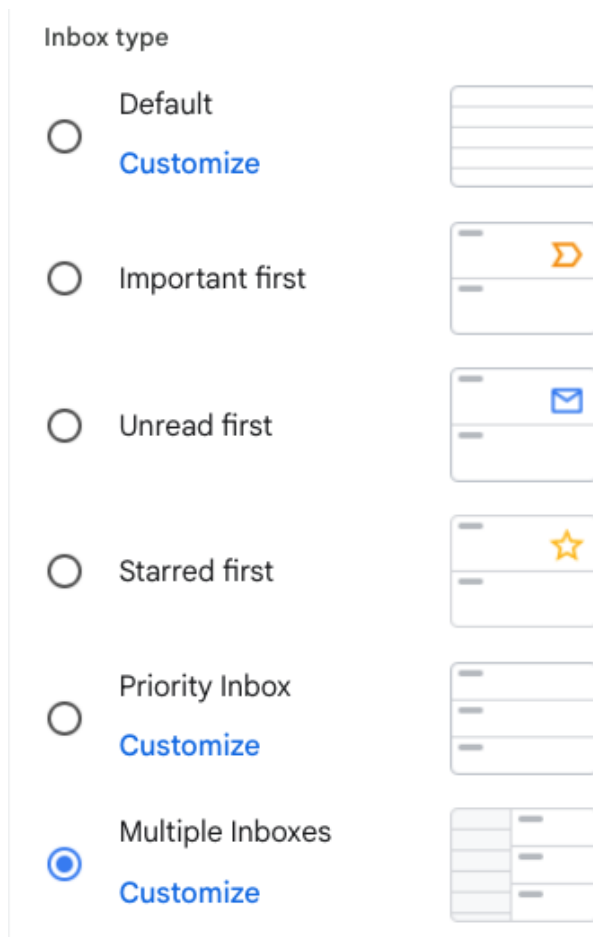 Inbox type
Default
Customize
Important first
Unread first
Starred first
Priority Inbox
Customize
Multiple Inboxes
Customize